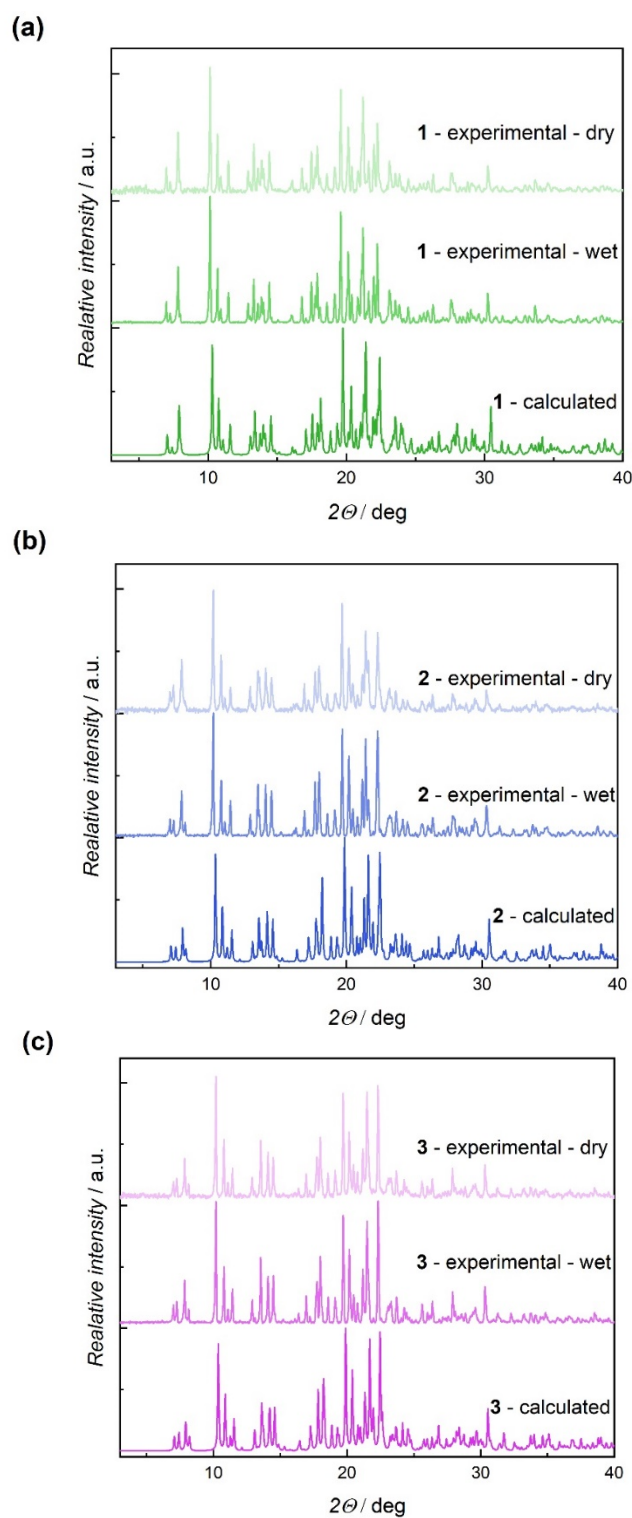 (a)
1 - experimental - dry
1 - experimental - wet
1 - calculated
Realative intensity / a.u.
10 20 30 40
2Θ / deg
(b)
2 - experimental - dry
2 - experimental - wet
2 - calculated
Realative intensity / a.u.
10 20 30 40
2Θ / deg
(c)
3 - experimental - dry
3 - experimental - wet
3 - calculated
Realative intensity / a.u.
10 20 30 40
2Θ / deg